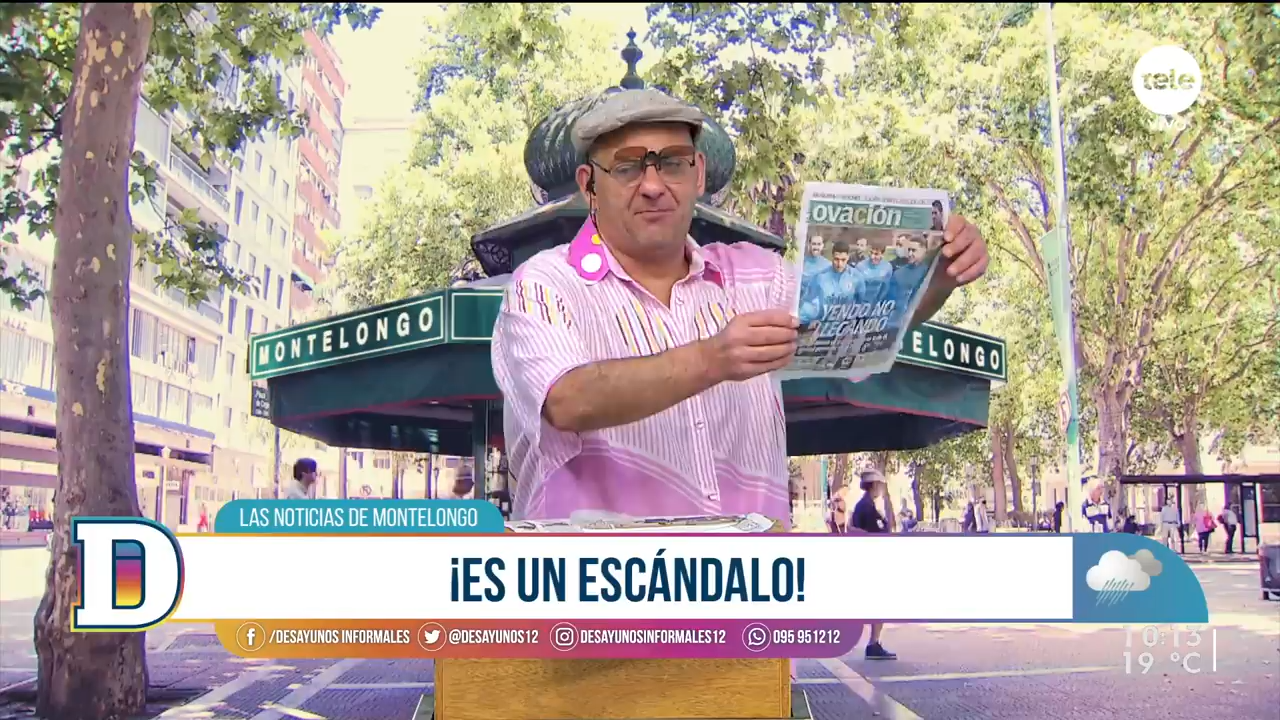 tele
ovación
YENDO NO
LLEGANDO
MONTELONGO
ELONGO
LAS NOTICIAS DE MONTELONGO
D
¡ES UN ESCÁNDALO!
/DESAYUNOS INFORMALES
@DESAYUNOS12
DESAYUNOSINFORMALES12
095 951212
10:13
19 °C